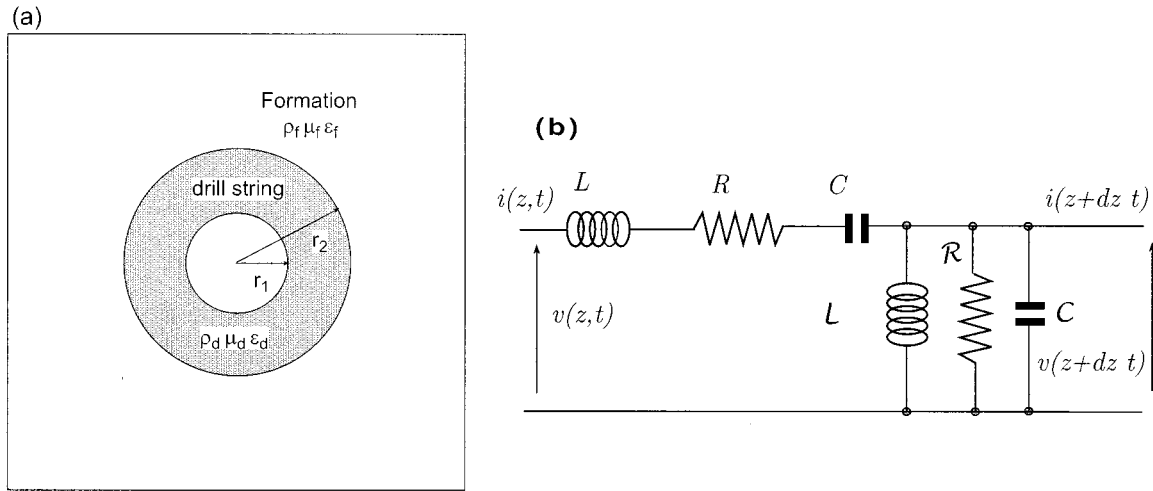 (a)
Formation
ρf μf εf
drill string
r2
r1
ρd μd εd
(b)
L
R
C
i(z,t)
i(z+dz t)
v(z,t)
ℒ
ℛ
C
v(z+dz t)